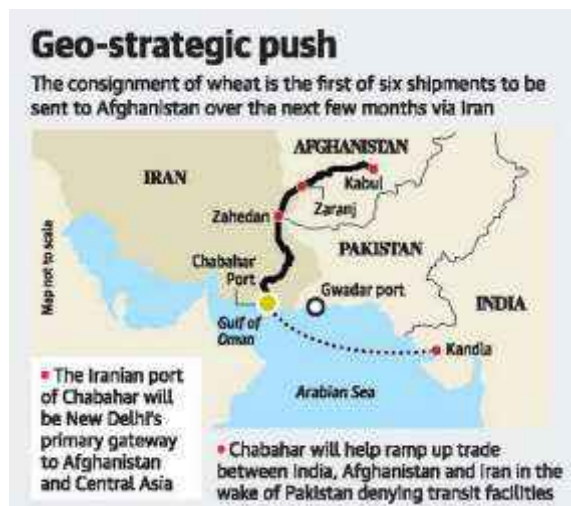 Geo-strategic push
The consignment of wheat is the first of six shipments to be
sent to Afghanistan over the next few months via Iran
AFGHANISTAN
IRAN
Kabul
Zaranj
Zahedan
PAKISTAN
Map not to scale
Chabahar
Port
Gwadar port
INDIA
Gulf of
Oman
Kandla
Arabian Sea
▪ The Iranian port
of Chabahar will
be New Delhi's
primary gateway
to Afghanistan
and Central Asia
• Chabahar will help ramp up trade
between India, Afghanistan and Iran in the
wake of Pakistan denying transit facilities